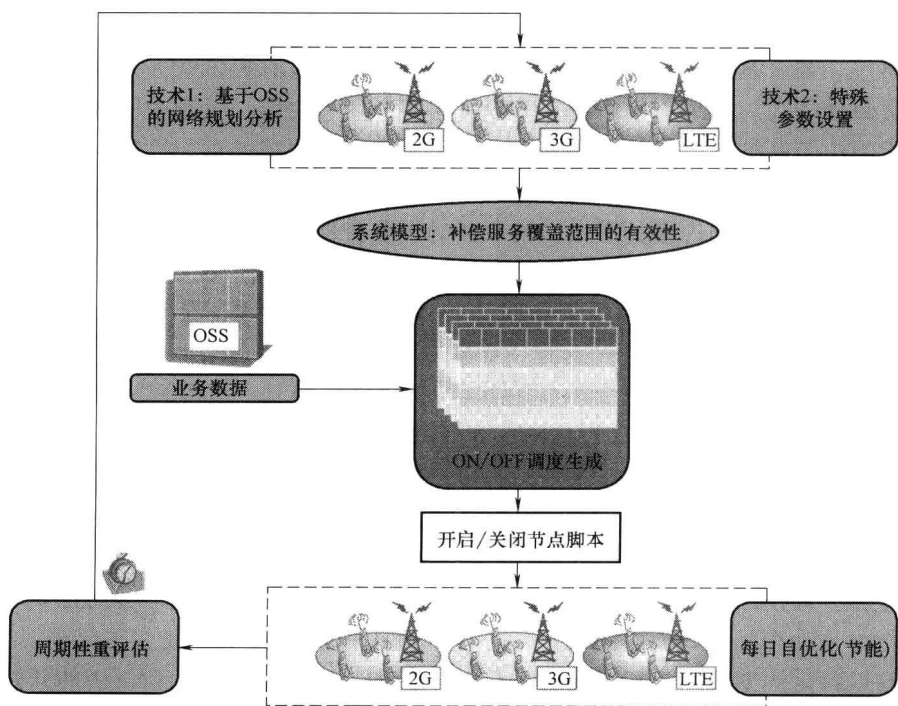 技术1：基于OSS
的网络规划分析
2G
3G
LTE
技术2：特殊
参数设置
系统模型：补偿服务覆盖范围的有效性
OSS
业务数据
ON/OFF调度生成
开启/关闭节点脚本
周期性重评估
2G
3G
LTE
每日自优化(节能)